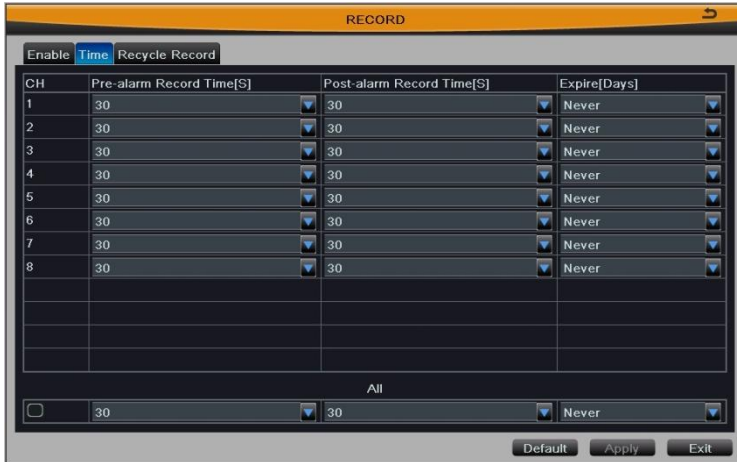 RECORD
Enable Time Recycle Record
CH Pre-alarm Record Time[S] Post-alarm Record Time[S] Expire[Days]
1 30 30 Never
2 30 30 Never
3 30 30 Never
4 30 30 Never
5 30 30 Never
6 30 30 Never
7 30 30 Never
8 30 30 Never
All
30 30 Never
Default Apply Exit